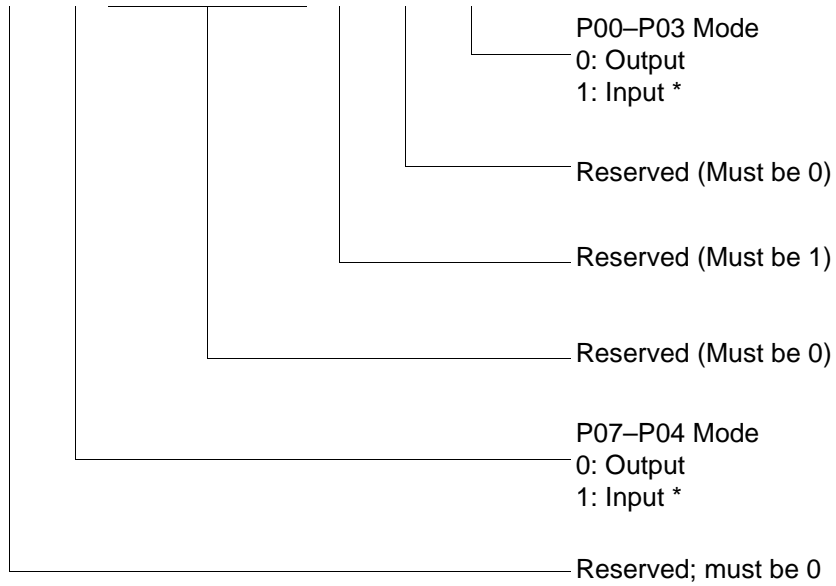 P00–P03 Mode
0: Output
1: Input *
Reserved (Must be 0)
Reserved (Must be 1)
Reserved (Must be 0)
P07–P04 Mode
0: Output
1: Input *
Reserved; must be 0